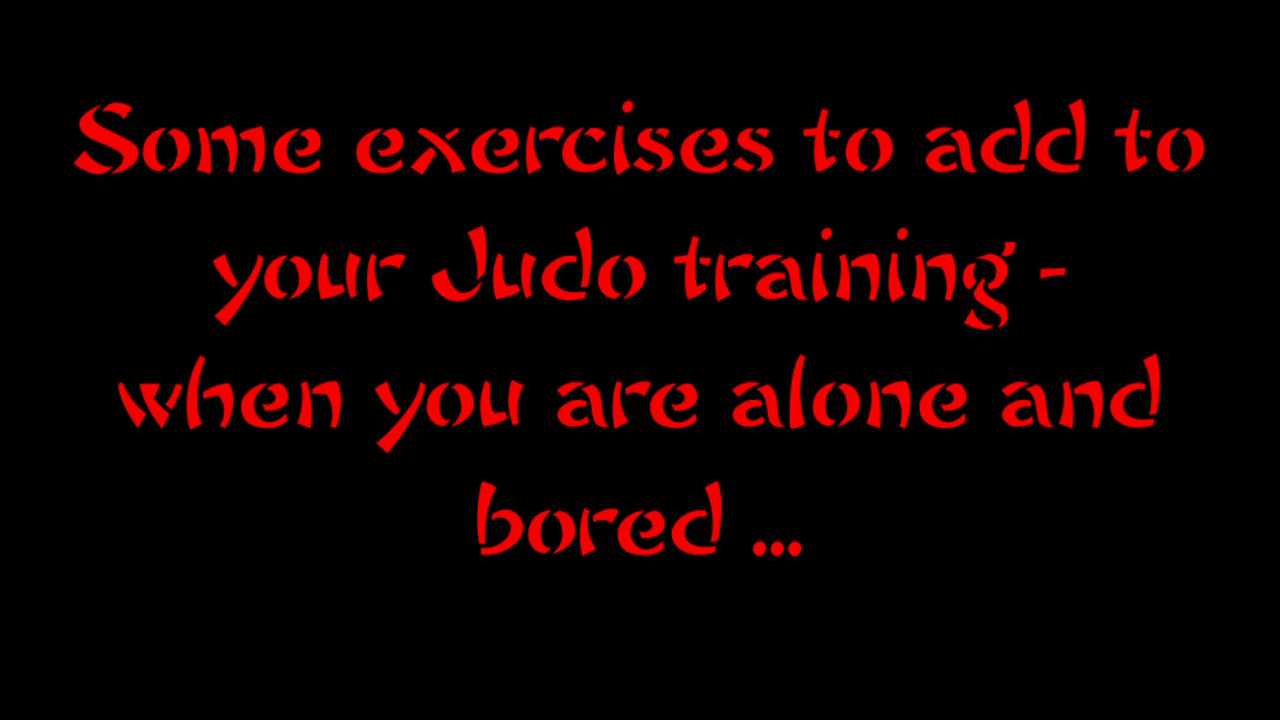 Some exercises to add to
your Judo training -
when you are alone and
bored ...